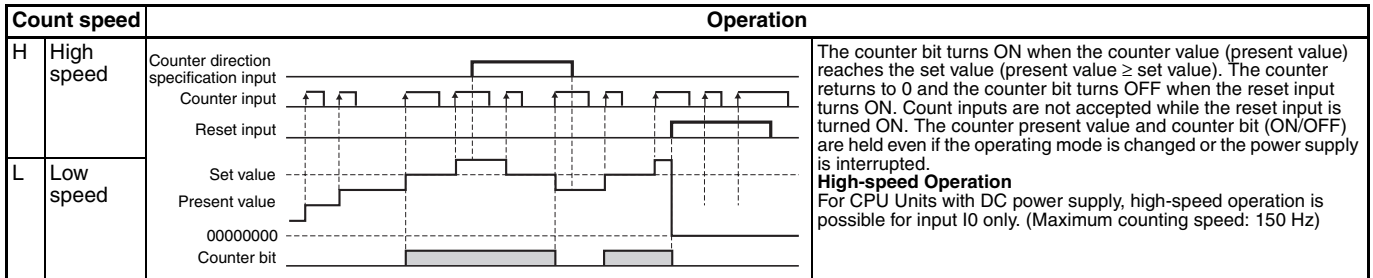 Count speed
Operation
H
High
speed
L
Low
speed
Counter direction
specification input
Counter input
Reset input
Set value
Present value
00000000
Counter bit
The counter bit turns ON when the counter value (present value)
reaches the set value (present value ≥ set value). The counter
returns to 0 and the counter bit turns OFF when the reset input
turns ON. Count inputs are not accepted while the reset input is
turned ON. The counter present value and counter bit (ON/OFF)
are held even if the operating mode is changed or the power supply
is interrupted.
High-speed Operation
For CPU Units with DC power supply, high-speed operation is
possible for input I0 only. (Maximum counting speed: 150 Hz)